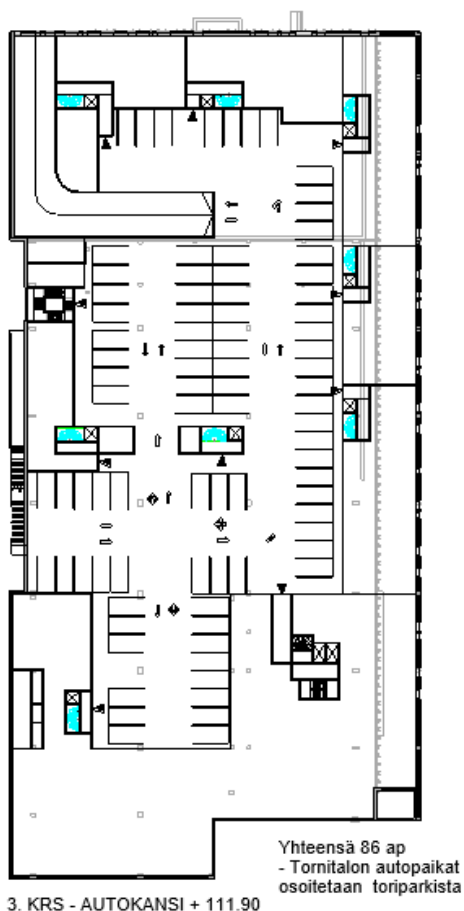 Yhteensä 86 ap
- Tornitalon autopaikat
osoitetaan toriparkista
3. KRS - AUTOKANSI + 111.90